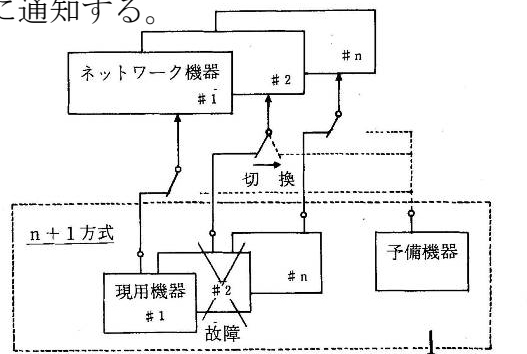 に通知する。
#n
ネットワーク機器
#2
#1
切 換
n+1方式
予備機器
現用機器
#2
#n
#1
故障